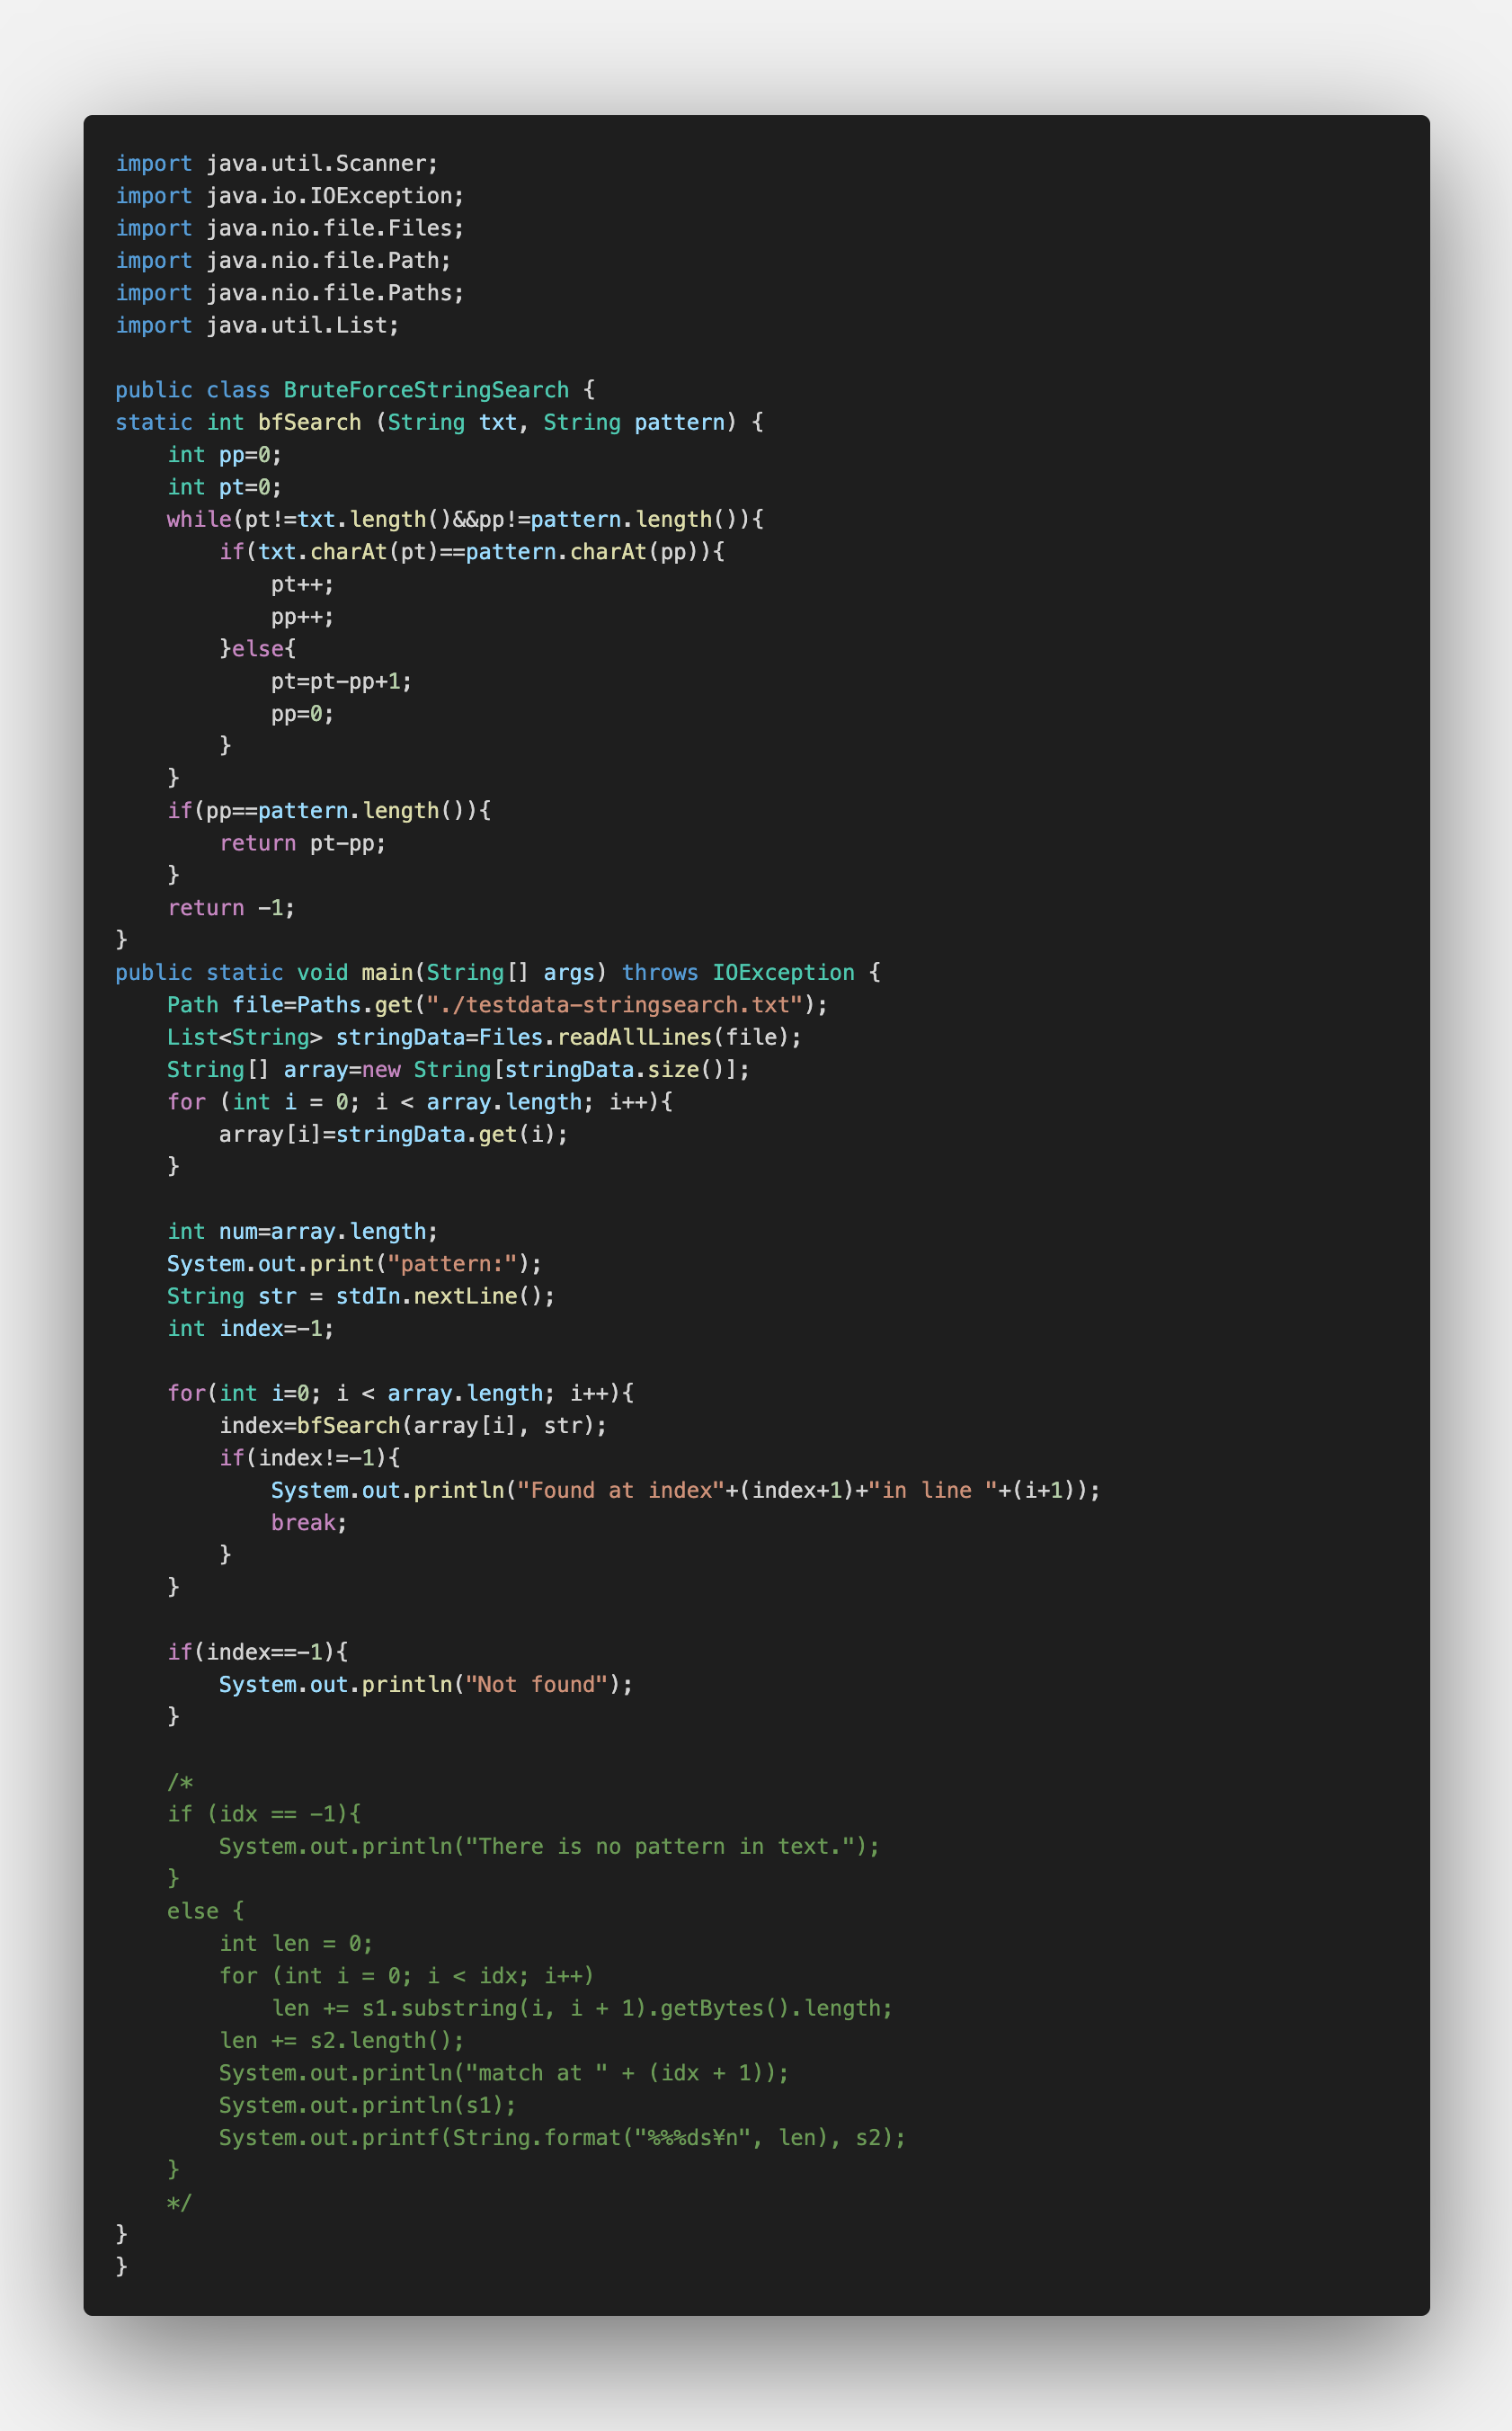 import java.util.Scanner;
import java.io.IOException;
import java.nio.file.Files;
import java.nio.file.Path;
import java.nio.file.Paths;
import java.util.List;

public class BruteForceStringSearch {
static int bfSearch (String txt, String pattern) {
    int pp=0;
    int pt=0;
    while(pt!=txt.length()&&pp!=pattern.length()){
        if(txt.charAt(pt)==pattern.charAt(pp)){
            pt++;
            pp++;
        }else{
            pt=pt-pp+1;
            pp=0;
        }
    }
    if(pp==pattern.length()){
        return pt-pp;
    }
    return -1;
}
public static void main(String[] args) throws IOException {
    Path file=Paths.get("./testdata-stringsearch.txt");
    List<String> stringData=Files.readAllLines(file);
    String[] array=new String[stringData.size()];
    for (int i = 0; i < array.length; i++){
        array[i]=stringData.get(i);
    }

    int num=array.length;
    System.out.print("pattern:");
    String str = stdIn.nextLine();
    int index=-1;

    for(int i=0; i < array.length; i++){
        index=bfSearch(array[i], str);
        if(index!=-1){
            System.out.println("Found at index"+(index+1)+"in line "+(i+1));
            break;
        }
    }

    if(index==-1){
        System.out.println("Not found");
    }

    /*
    if (idx == -1){
        System.out.println("There is no pattern in text.");
    }
    else {
        int len = 0;
        for (int i = 0; i < idx; i++)
              len += s1.substring(i, i + 1).getBytes().length;
        len += s2.length();
        System.out.println("match at " + (idx + 1));
        System.out.println(s1);
        System.out.printf(String.format("%%%ds¥n", len), s2);
    }
    */
}
}